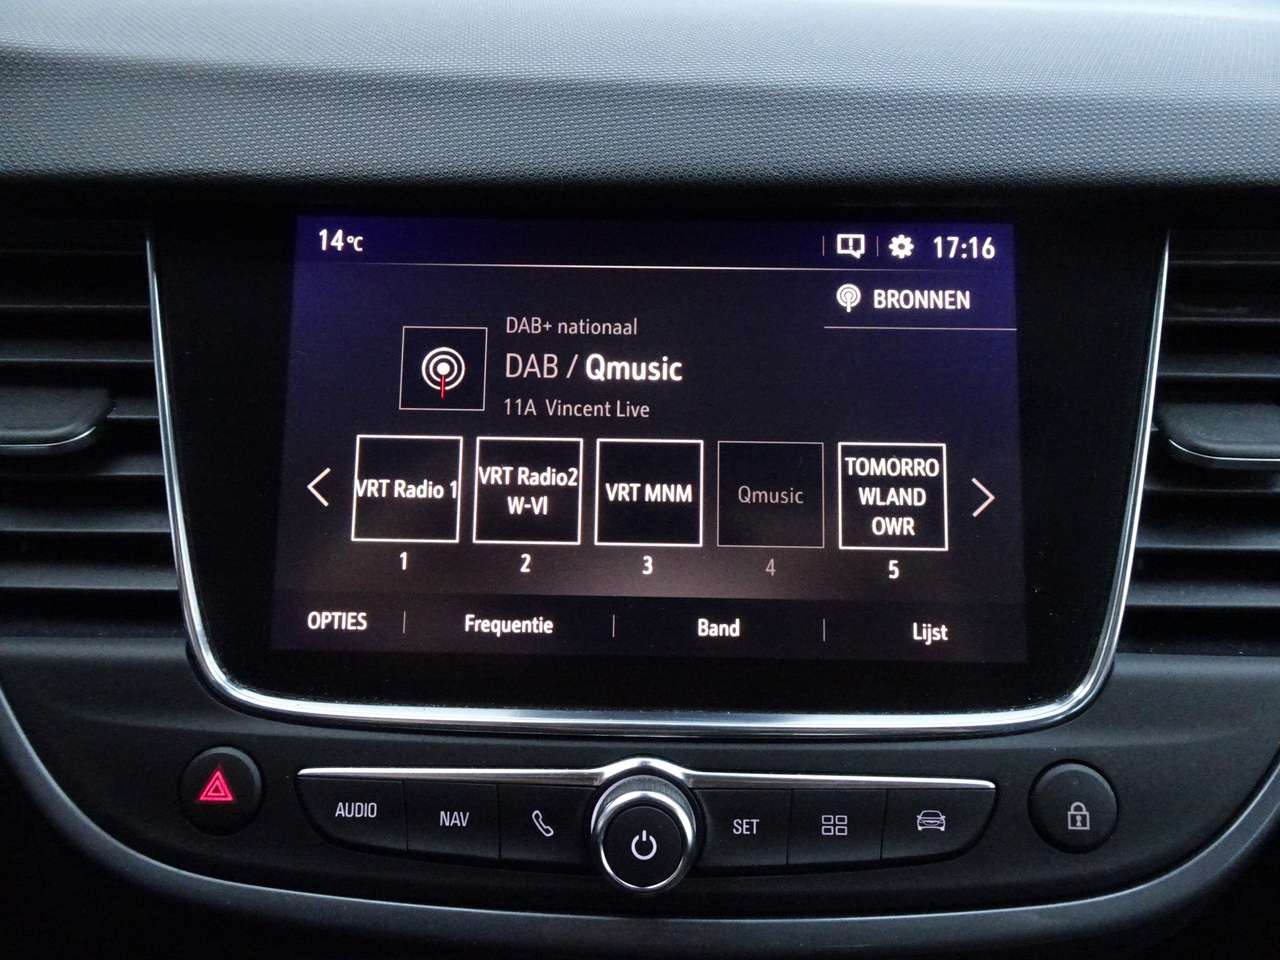 14°C
17:16
BRONNEN
DAB+ nationaal
DAB / Qmusic
11A Vincent Live
VRT Radio 1
VRT Radio2
W-Vl
VRT MNM
Qmusic
TOMORRO
WLAND
OWR
1
2
3
4
5
OPTIES
Frequentie
Band
Lijst
AUDIO
NAV
SET